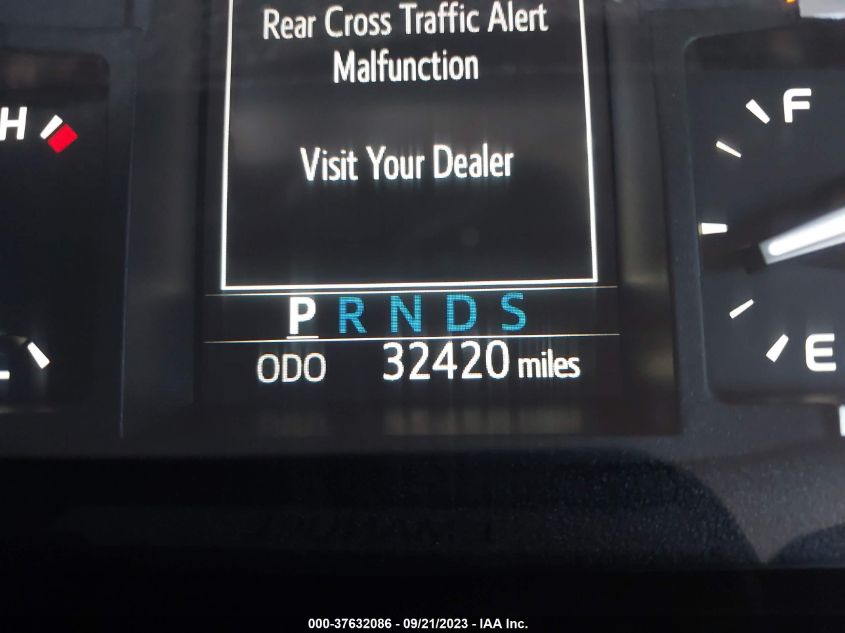 Rear Cross Traffic Alert
Malfunction
Visit Your Dealer
H
F
P R N D S
E
ODO 32420 miles
000-37632086 - 09/21/2023 - IAA Inc.